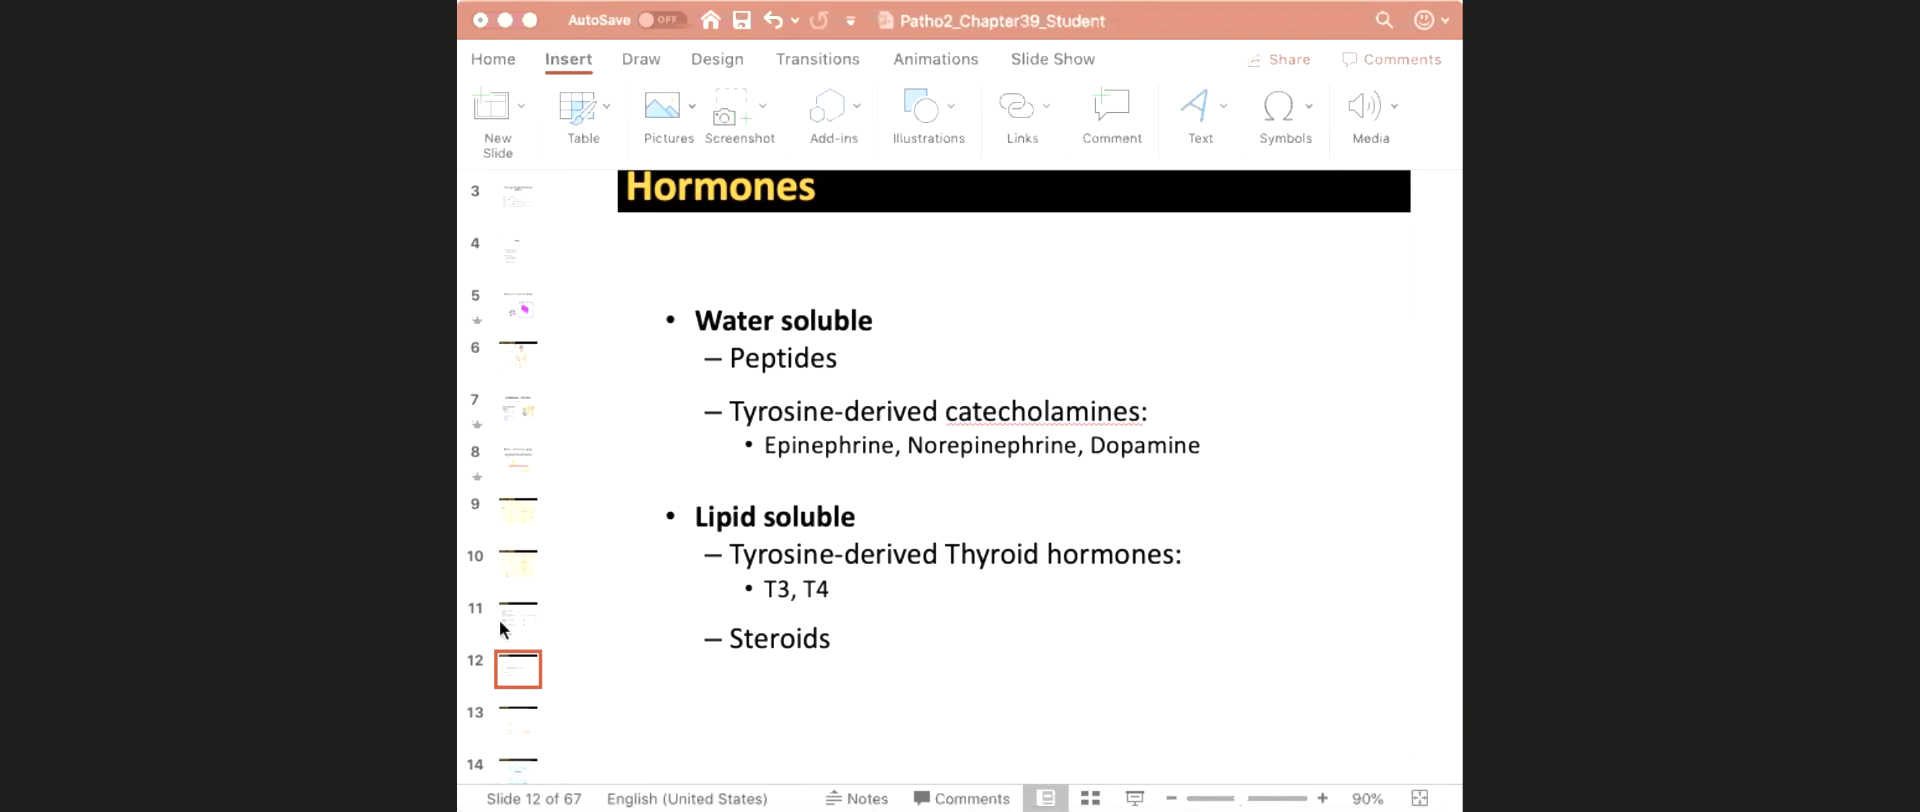 AutoSave OFF Patho2_Chapter39_Student
Home Insert Draw Design Transitions Animations Slide Show Share Comments
New Slide Table Pictures Screenshot Add-ins Illustrations Links Comment Text Symbols Media
Hormones
• Water soluble
– Peptides
– Tyrosine-derived catecholamines:
• Epinephrine, Norepinephrine, Dopamine
• Lipid soluble
– Tyrosine-derived Thyroid hormones:
• T3, T4
– Steroids
3
4
5
6
7
8
9
10
11
12
13
14
Slide 12 of 67 English (United States) Notes Comments 90%